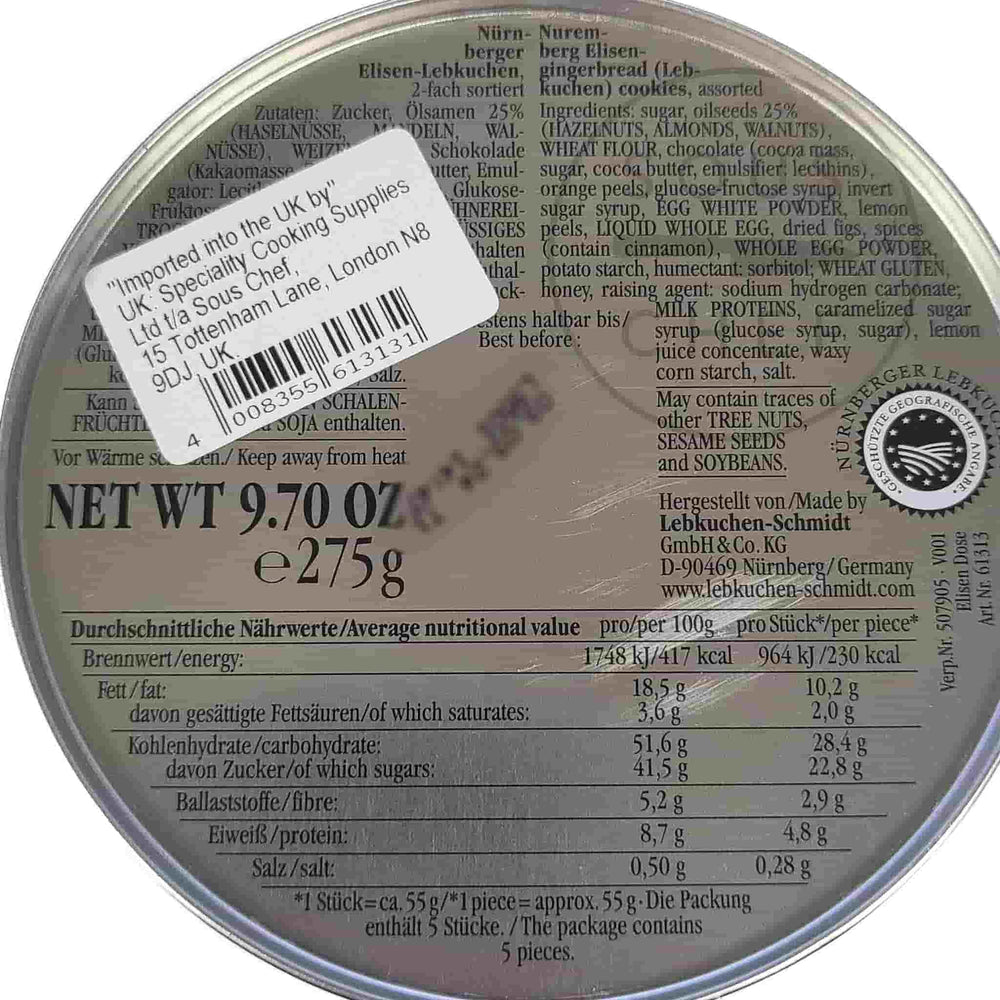 Nürn-
berger
Elisen-Lebkuchen,
2-fach sortiert
Zutaten: Zucker, Ölsamen 25%
(HASELNÜSSE, MANDELN, WAL-
NÜSSE), WEIZE Schokolade
(Kakaomasse utter, Emul-
gator: Lecit Glukose-
Fruktos HNEREI-
TRO SSIGES
halten
thal-
ck-
MI
(Glu
k Salz.
Kann SCHALEN-
FRÜCHT SOJA enthalten.
Vor Wärme sc zen./Keep away from heat
NET WT 9.70 OZ
e275g
Nurem-
berg Elisen-
gingerbread (Leb-
kuchen) cookies, assorted
Ingredients: sugar, oilseeds 25%
(HAZELNUTS, ALMONDS, WALNUTS),
WHEAT FLOUR, chocolate (cocoa mass,
sugar, cocoa butter, emulsifier: lecithins),
orange peels, glucose-fructose syrup, invert
sugar syrup, EGG WHITE POWDER, lemon
peels, LIQUID WHOLE EGG, dried figs, spices
(contain cinnamon), WHOLE EGG POWDER,
potato starch, humectant: sorbitol; WHEAT GLUTEN,
honey, raising agent: sodium hydrogen carbonate;
MILK PROTEINS, caramelized sugar
syrup (glucose syrup, sugar), lemon
juice concentrate, waxy
corn starch, salt.
May contain traces of
other TREE NUTS,
SESAME SEEDS
and SOYBEANS.
estens haltbar bis/
Best before:
"Imported into the UK by"
UK. Speciality Cooking Supplies
Ltd t/a Sous Chef,
15 Tottenham Lane, London N8
9DJ, UK.
4 008355 613131
NÜRNBERGER LEBKUC
GESCHÜTZTE GEOGRAFISCHE ANGABE
Hergestellt von/Made by
Lebkuchen-Schmidt
GmbH & Co. KG
D-90469 Nürnberg/Germany
www.lebkuchen-schmidt.com
Verp.Nr. 507905 · V001
Elisen Dose
Art. Nr. 61313
Durchschnittliche Nährwerte/Average nutritional value pro/per 100g pro Stück*/per piece*
Brennwert/energy: 1748 kJ/417 kcal 964 kJ/230 kcal
Fett/fat: 18,5 g 10,2 g
davon gesättigte Fettsäuren/of which saturates: 3,6 g 2,0 g
Kohlenhydrate/carbohydrate: 51,6 g 28,4 g
davon Zucker/of which sugars: 41,5 g 22,8 g
Ballaststoffe/fibre: 5,2 g 2,9 g
Eiweiß/protein: 8,7 g 4,8 g
Salz/salt: 0,50 g 0,28 g
*1 Stück=ca. 55 g/*1 piece=approx. 55 g·Die Packung
enthält 5 Stücke. /The package contains
5 pieces.